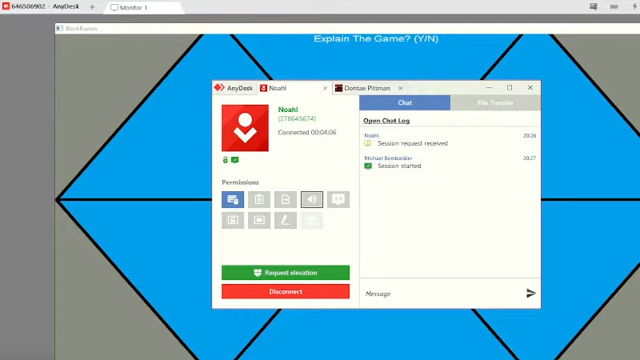 646506902 - AnyDesk
Monitor 1
Explain The Game? (Y/N)
AnyDesk
Noahl
Dontae Pittman
Noahl
(278645674)
Connected 00:04:06
Permissions
Request elevation
Disconnect
Chat
File Transfer
Open Chat Log
Noahl 20:26
Session request received
Michael Bombardier 20:27
Session started
Message